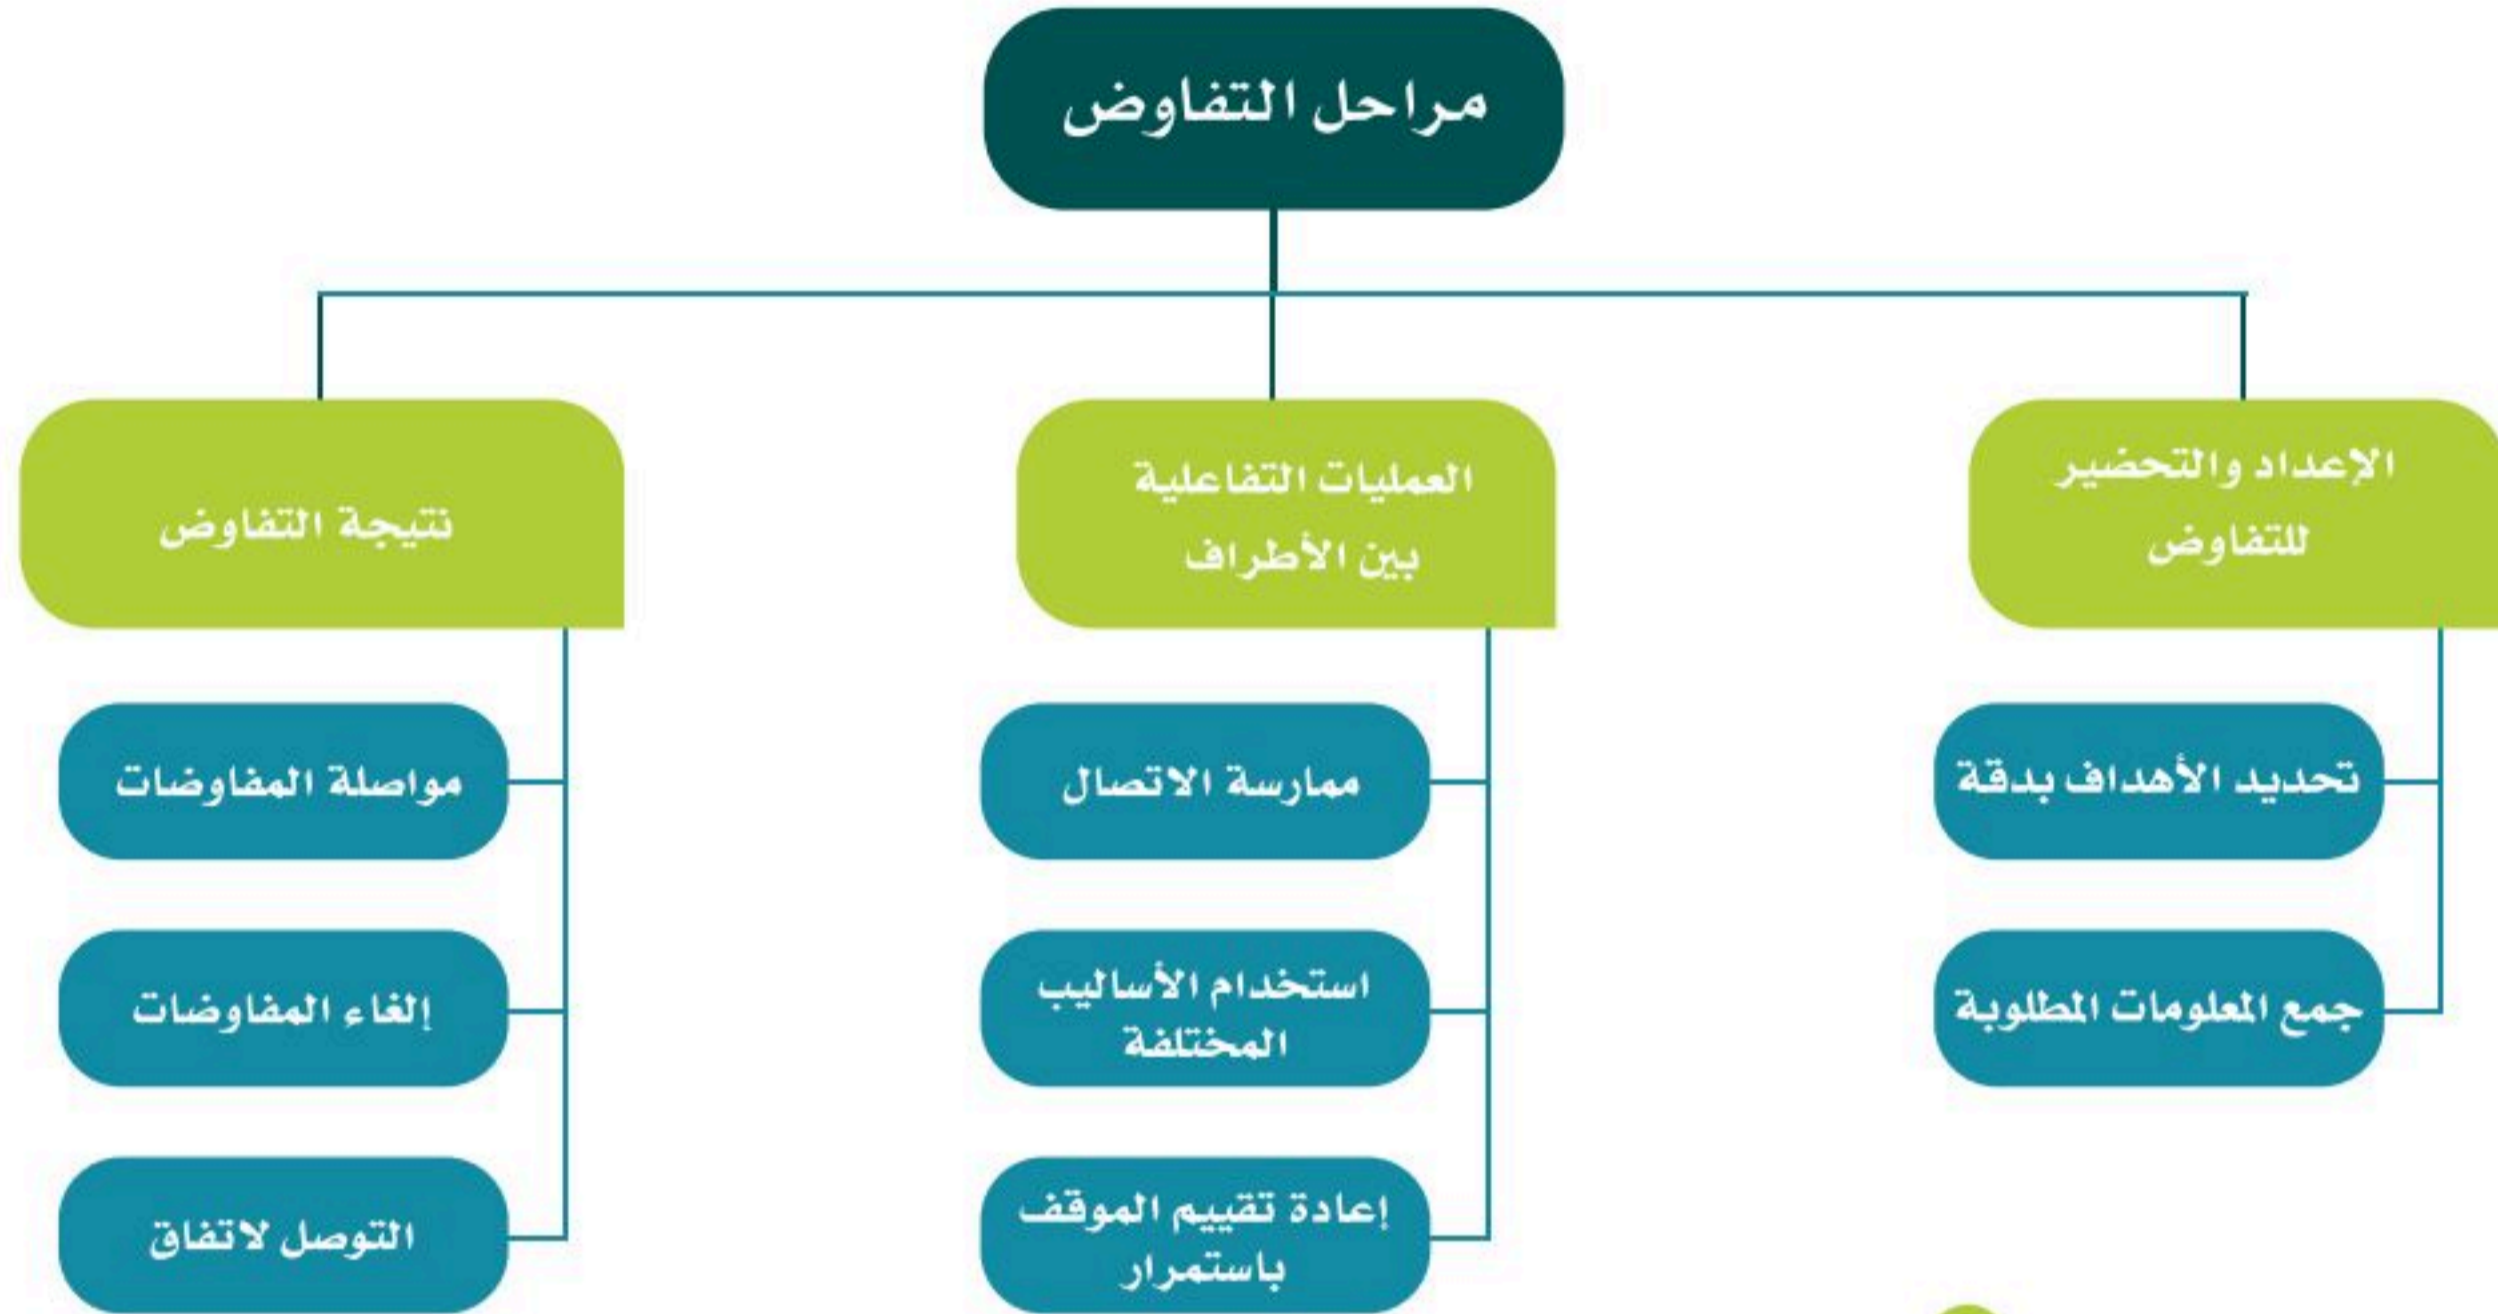 مراحل التفاوض
الإعداد والتحضير
للتفاوض
تحديد الأهداف بدقة
جمع المعلومات المطلوبة
العمليات التفاعلية
بين الأطراف
ممارسة الاتصال
استخدام الأساليب
المختلفة
إعادة تقييم الموقف
باستمرار
نتيجة التفاوض
مواصلة المفاوضات
إلغاء المفاوضات
التوصل لاتفاق